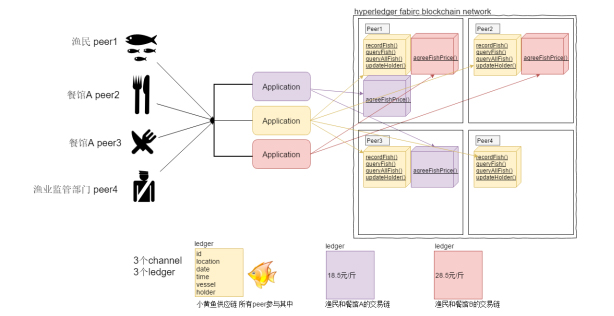 hyperledger fabirc blockchain network
渔民 peer1
餐馆A peer2
餐馆A peer3
渔业监管部门 peer4
Application
Application
Application
Peer1
recordFish()
queryFish()
queryAllFish()
updateHolder()
agreeFishPrice()
agreeFishPrice()
Peer2
recordFish()
queryFish()
queryAllFish()
updateHolder()
agreeFishPrice()
Peer3
recordFish()
queryFish()
queryAllFish()
updateHolder()
agreeFishPrice()
Peer4
recordFish()
queryFish()
queryAllFish()
updateHolder()
3个channel
3个ledger
ledger
id
location
date
time
vessel
holder
小黄鱼供应链 所有peer参与其中
ledger
18.5元/斤
渔民和餐馆A的交易链
ledger
28.5元/斤
渔民和餐馆B的交易链